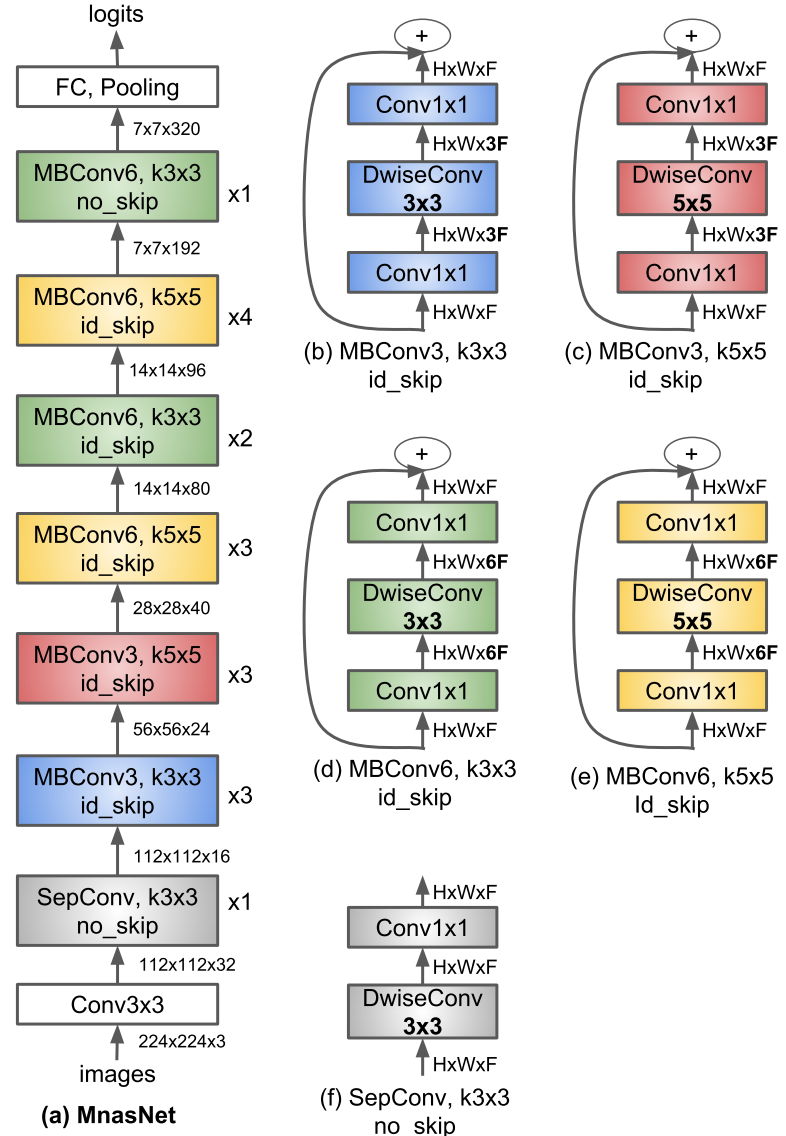 logits
FC, Pooling
7x7x320
MBConv6, k3x3
no_skip
x1
7x7x192
MBConv6, k5x5
id_skip
x4
14x14x96
MBConv6, k3x3
id_skip
x2
14x14x80
MBConv6, k5x5
id_skip
x3
28x28x40
MBConv3, k5x5
id_skip
x3
56x56x24
MBConv3, k3x3
id_skip
x3
112x112x16
SepConv, k3x3
no_skip
x1
112x112x32
Conv3x3
224x224x3
images
(a) MnasNet
+
HxWxF
Conv1x1
HxWx3F
DwiseConv
3x3
HxWx3F
Conv1x1
HxWxF
(b) MBConv3, k3x3
id_skip
+
HxWxF
Conv1x1
HxWx3F
DwiseConv
5x5
HxWx3F
Conv1x1
HxWxF
(c) MBConv3, k5x5
id_skip
+
HxWxF
Conv1x1
HxWx6F
DwiseConv
3x3
HxWx6F
Conv1x1
HxWxF
(d) MBConv6, k3x3
id_skip
+
HxWxF
Conv1x1
HxWx6F
DwiseConv
5x5
HxWx6F
Conv1x1
HxWxF
(e) MBConv6, k5x5
Id_skip
HxWxF
Conv1x1
HxWxF
DwiseConv
3x3
HxWxF
(f) SepConv, k3x3
no_skip